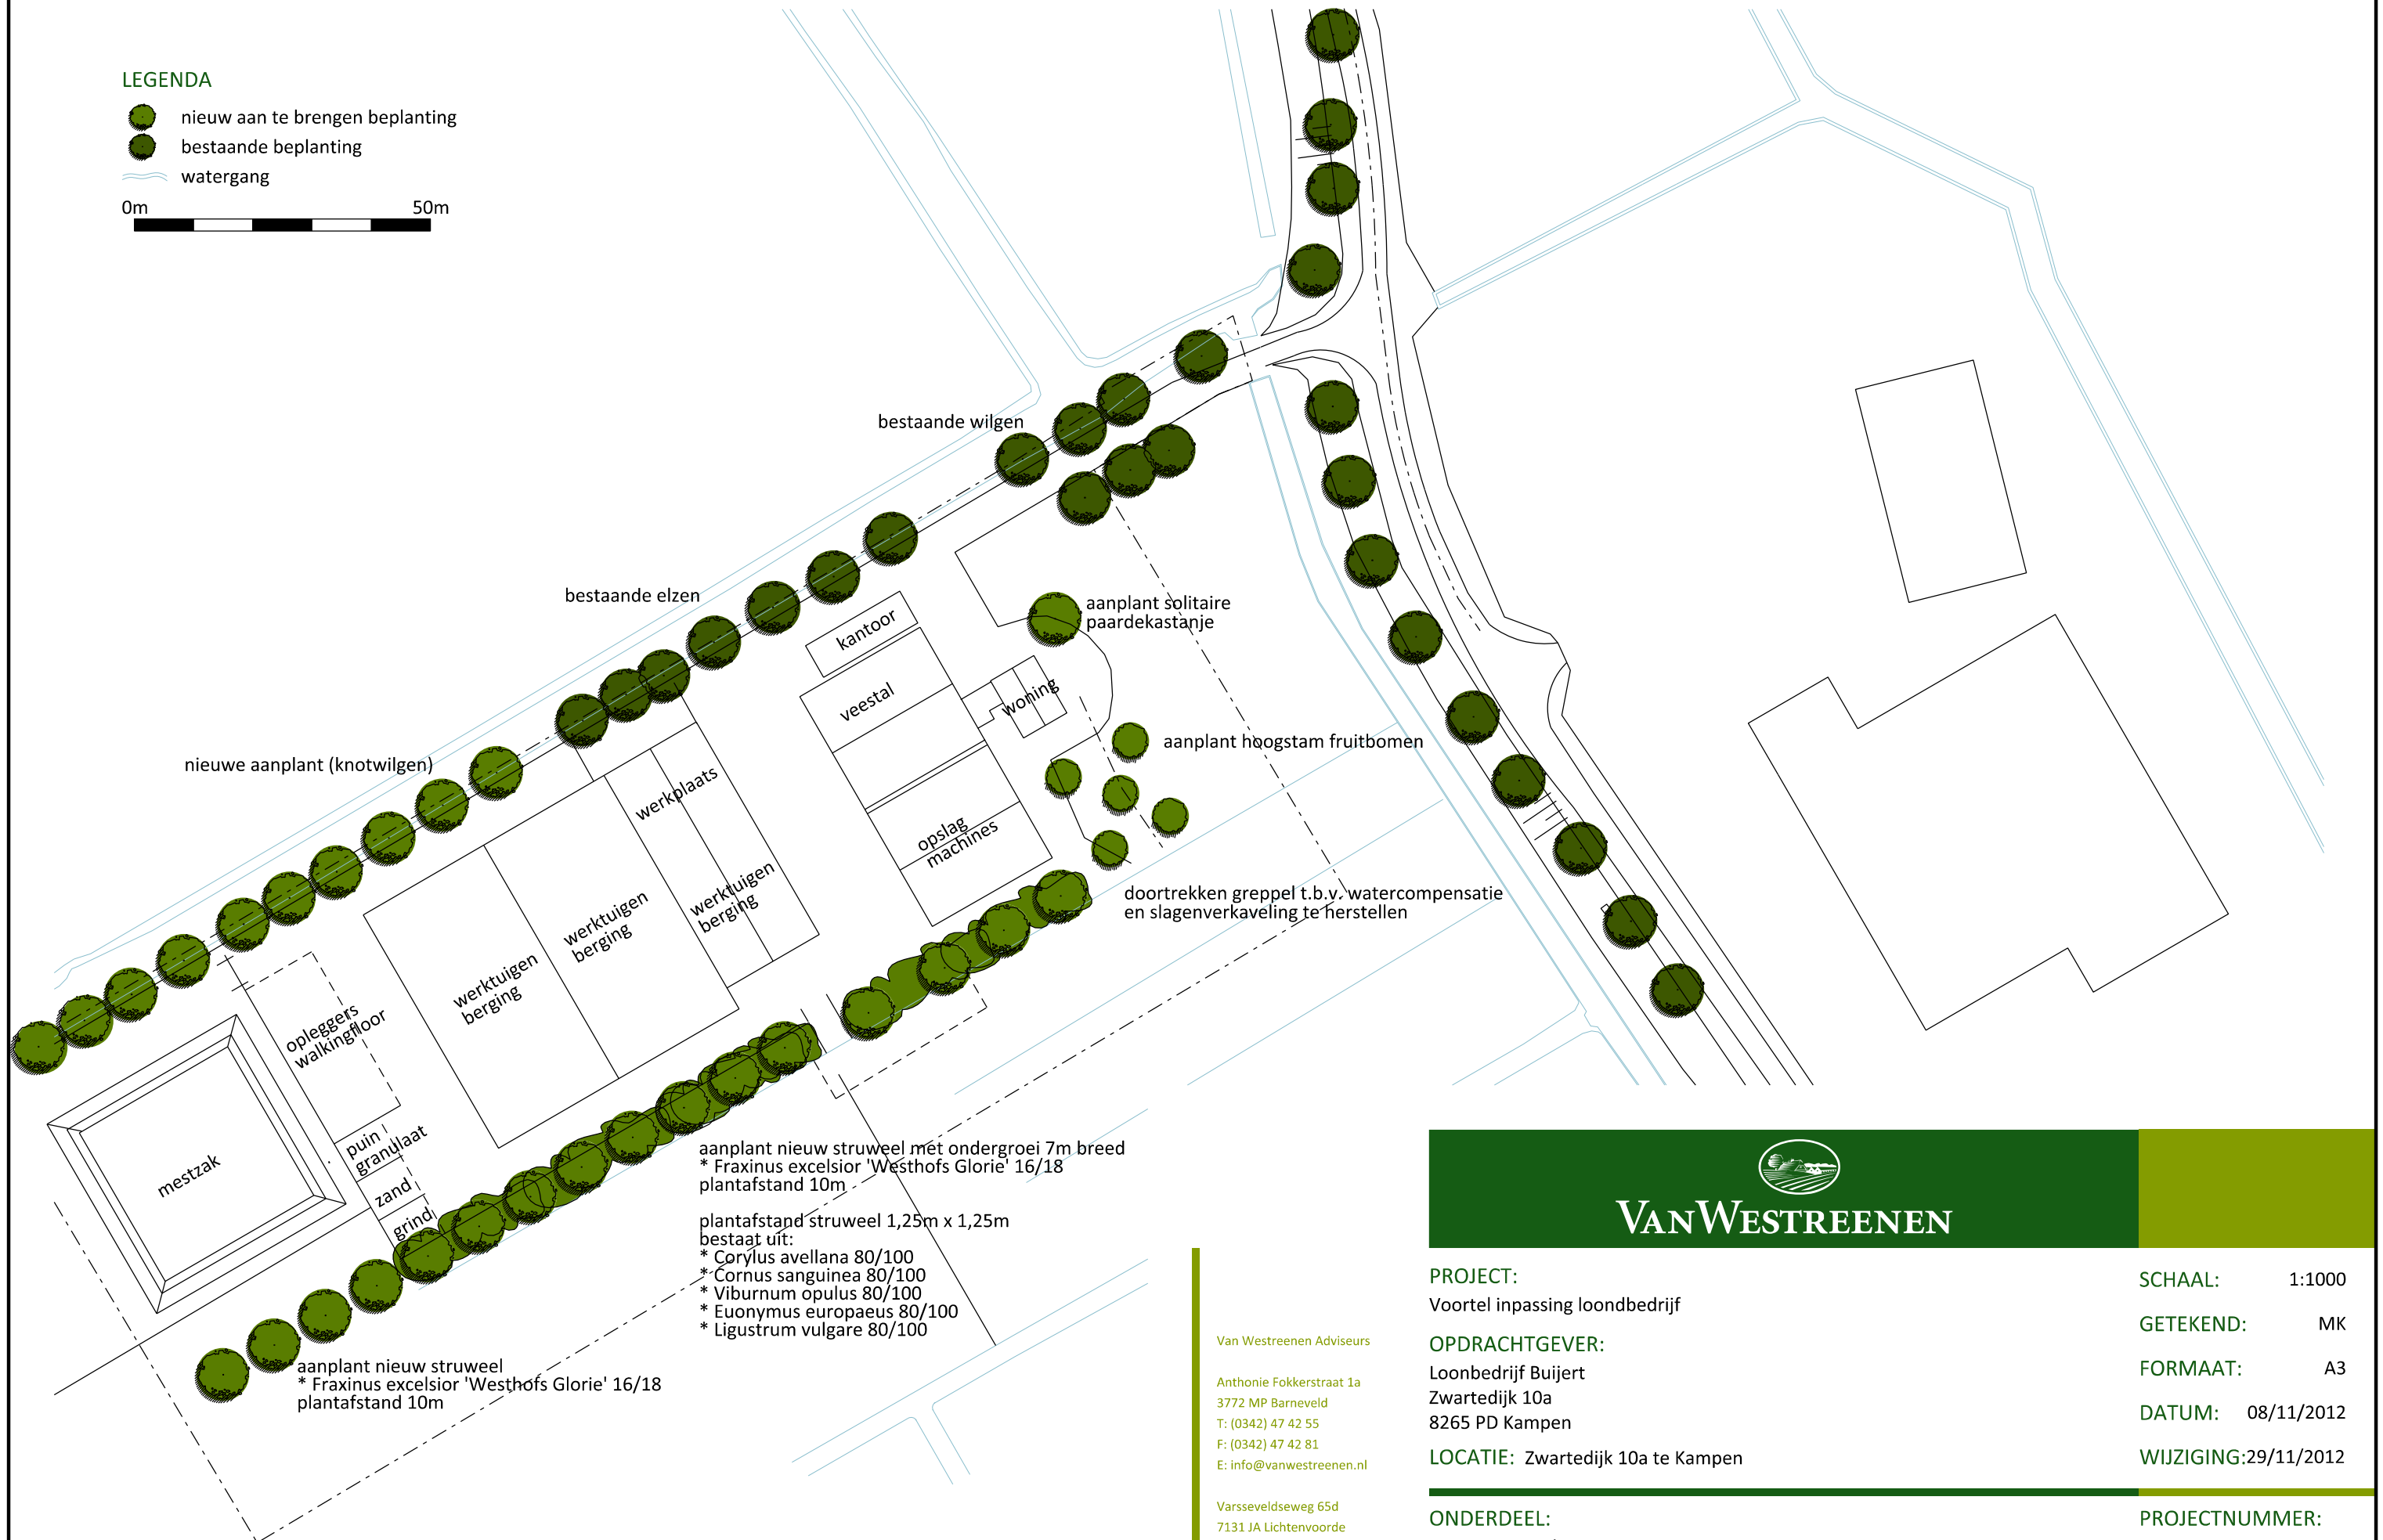 LEGENDA
nieuw aan te brengen beplanting
bestaande beplanting
watergang
0m 50m
bestaande wilgen
bestaande elzen
nieuwe aanplant (knotwilgen)
kantoor
veestal
woning
aanplant solitaire
paardekastanje
aanplant hoogstam fruitbomen
werkplaats
opslag
machines
werktuigen
berging
werktuigen
berging
werktuigen
berging
doortrekken greppel t.b.v. watercompensatie
en slagenverkaveling te herstellen
opleggers
walkingfloor
puin
granulaat
zand
grind
mestzak
aanplant nieuw struweel met ondergroei 7m breed
* Fraxinus excelsior 'Westhofs Glorie' 16/18
plantafstand 10m
plantafstand struweel 1,25m x 1,25m
bestaat uit:
* Corylus avellana 80/100
* Cornus sanguinea 80/100
* Viburnum opulus 80/100
* Euonymus europaeus 80/100
* Ligustrum vulgare 80/100
aanplant nieuw struweel
* Fraxinus excelsior 'Westhofs Glorie' 16/18
plantafstand 10m
VANWESTREENEN
Van Westreenen Adviseurs
Anthonie Fokkerstraat 1a
3772 MP Barneveld
T: (0342) 47 42 55
F: (0342) 47 42 81
E: info@vanwestreenen.nl
Varsseveldseweg 65d
7131 JA Lichtenvoorde
PROJECT:
Voortel inpassing loondbedrijf
OPDRACHTGEVER:
Loonbedrijf Buijert
Zwartedijk 10a
8265 PD Kampen
LOCATIE: Zwartedijk 10a te Kampen
ONDERDEEL:
SCHAAL: 1:1000
GETEKEND: MK
FORMAAT: A3
DATUM: 08/11/2012
WIJZIGING:29/11/2012
PROJECTNUMMER: